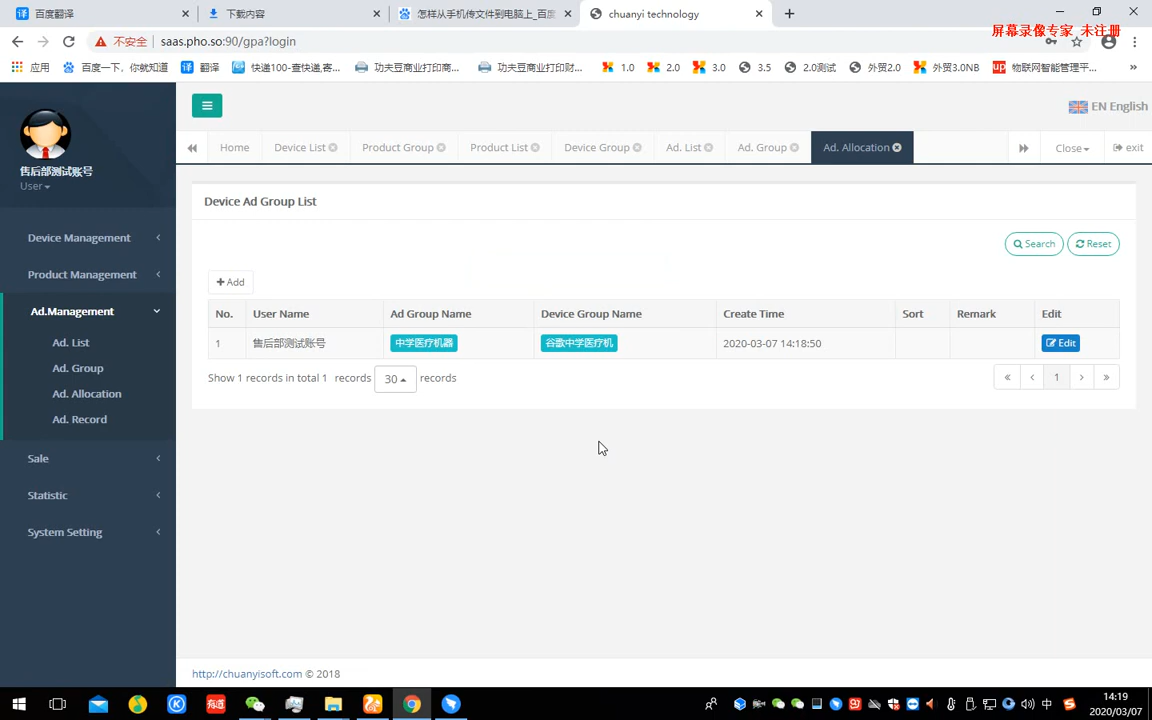 百度翻译
下载内容
怎样从手机传文件到电脑上_百度
chuanyi technology
屏幕录像专家 未注册
不安全
saas.pho.so:90/gpa?login
应用
百度一下，你就知道
翻译
快递100-查快递,寄...
功夫豆商业打印商...
功夫豆商业打印财...
1.0
2.0
3.0
3.5
2.0测试
外贸2.0
外贸3.0NB
物联网智能管理平...
售后部测试账号
User
EN English
Home
Device List
Product Group
Product List
Device Group
Ad. List
Ad. Group
Ad. Allocation
Close
exit
Device Management
Product Management
Ad.Management
Ad. List
Ad. Group
Ad. Allocation
Ad. Record
Sale
Statistic
System Setting
Device Ad Group List
Search
Reset
Add
No. User Name Ad Group Name Device Group Name Create Time Sort Remark Edit
1 售后部测试账号 中学医疗机器 谷歌中学医疗机 2020-03-07 14:18:50 Edit
Show 1 records in total 1 records 30 records
« ‹ 1 › »
http://chuanyisoft.com © 2018
有道
中
14:19
2020/03/07